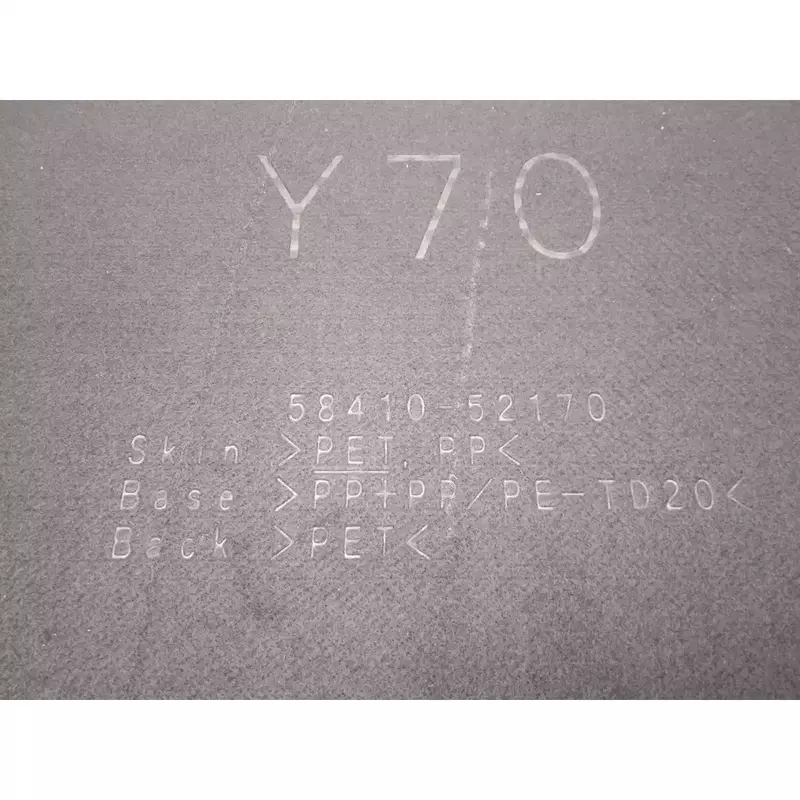 Y70
58410-52170
Skin >PET, PP<
Base >PP+PP/PE-TD20<
Back >PET<